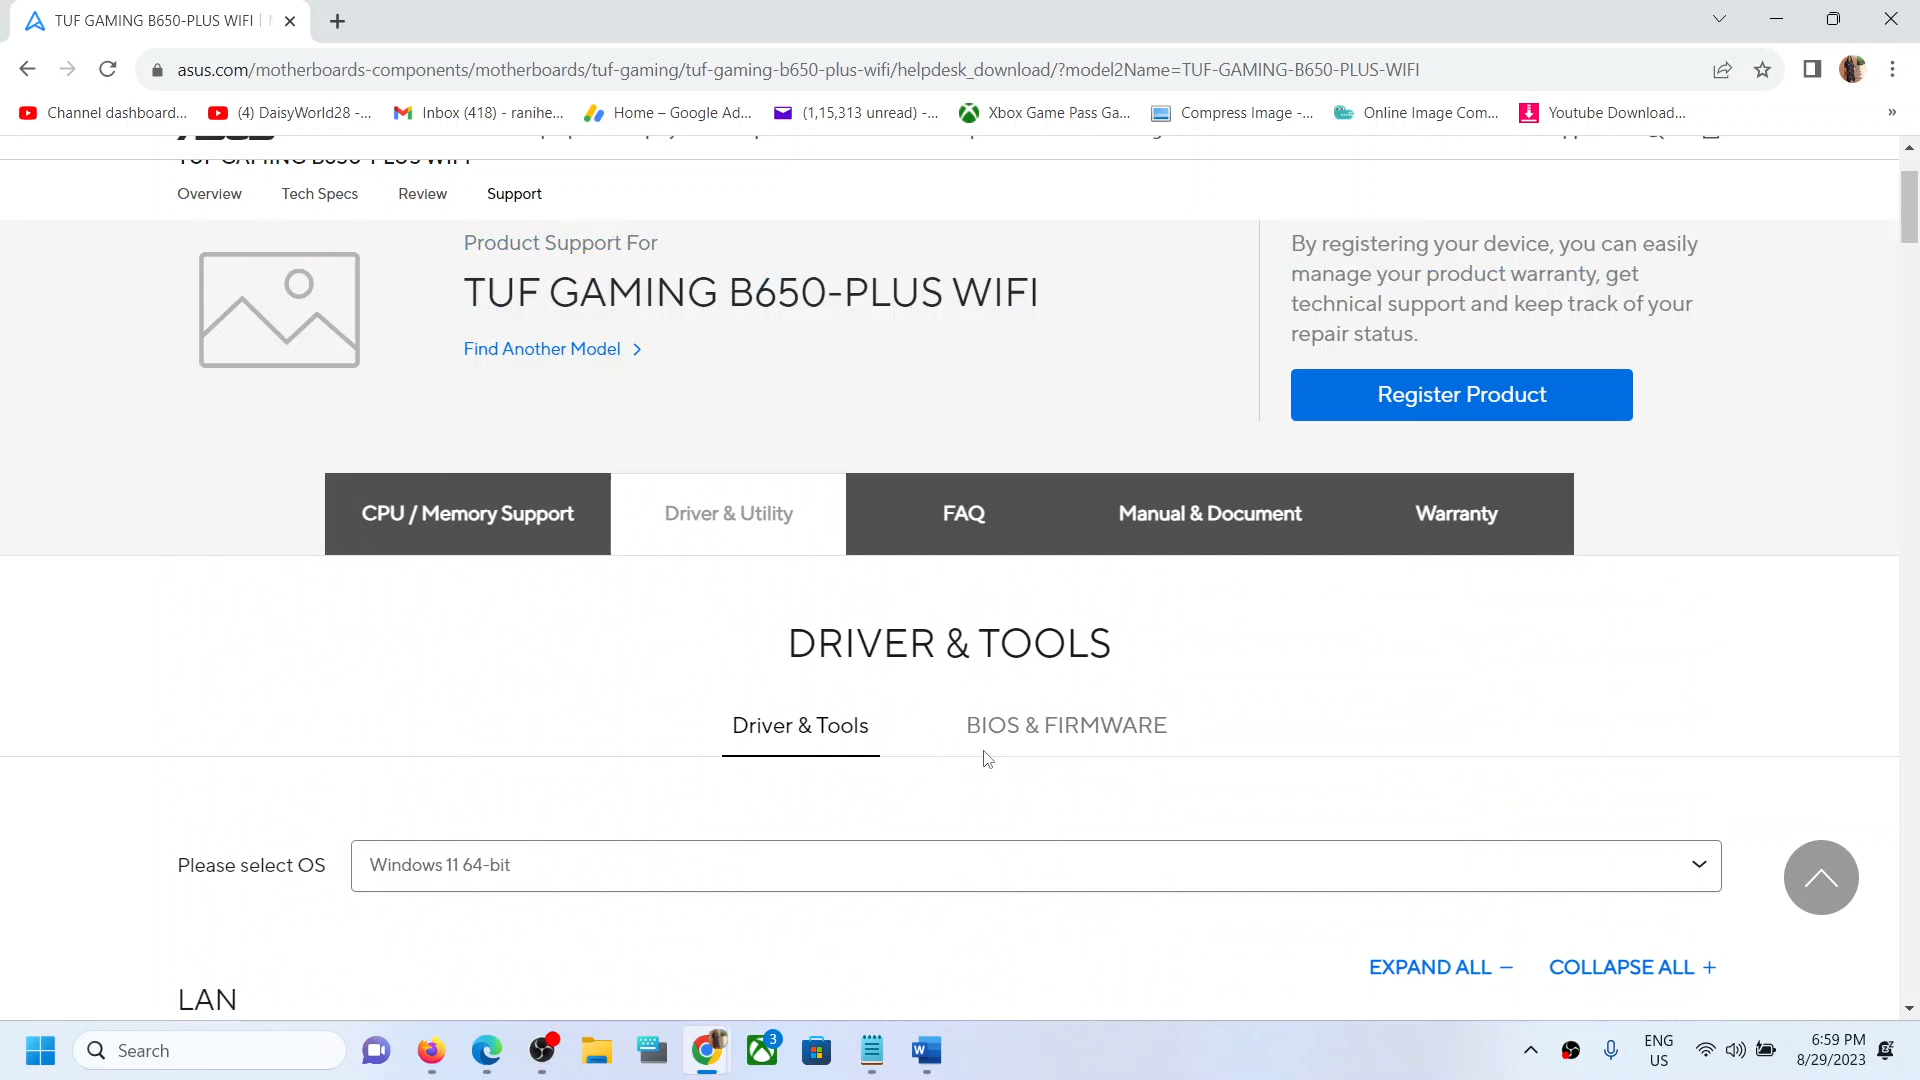 TUF GAMING B650-PLUS WIFI
asus.com/motherboards-components/motherboards/tuf-gaming/tuf-gaming-b650-plus-wifi/helpdesk_download/?model2Name=TUF-GAMING-B650-PLUS-WIFI
Channel dashboard... (4) DaisyWorld28 -... Inbox (418) - ranihe... Home – Google Ad... (1,15,313 unread) -... Xbox Game Pass Ga... Compress Image -... Online Image Com... Youtube Download... »
TUF GAMING B650-PLUS WIFI
Overview Tech Specs Review Support
Product Support For
TUF GAMING B650-PLUS WIFI
Find Another Model >
By registering your device, you can easily
manage your product warranty, get
technical support and keep track of your
repair status.
Register Product
CPU / Memory Support Driver & Utility FAQ Manual & Document Warranty
DRIVER & TOOLS
Driver & Tools BIOS & FIRMWARE
Please select OS Windows 11 64-bit
EXPAND ALL − COLLAPSE ALL +
LAN
Search 3 ENG 6:59 PM
US 8/29/2023